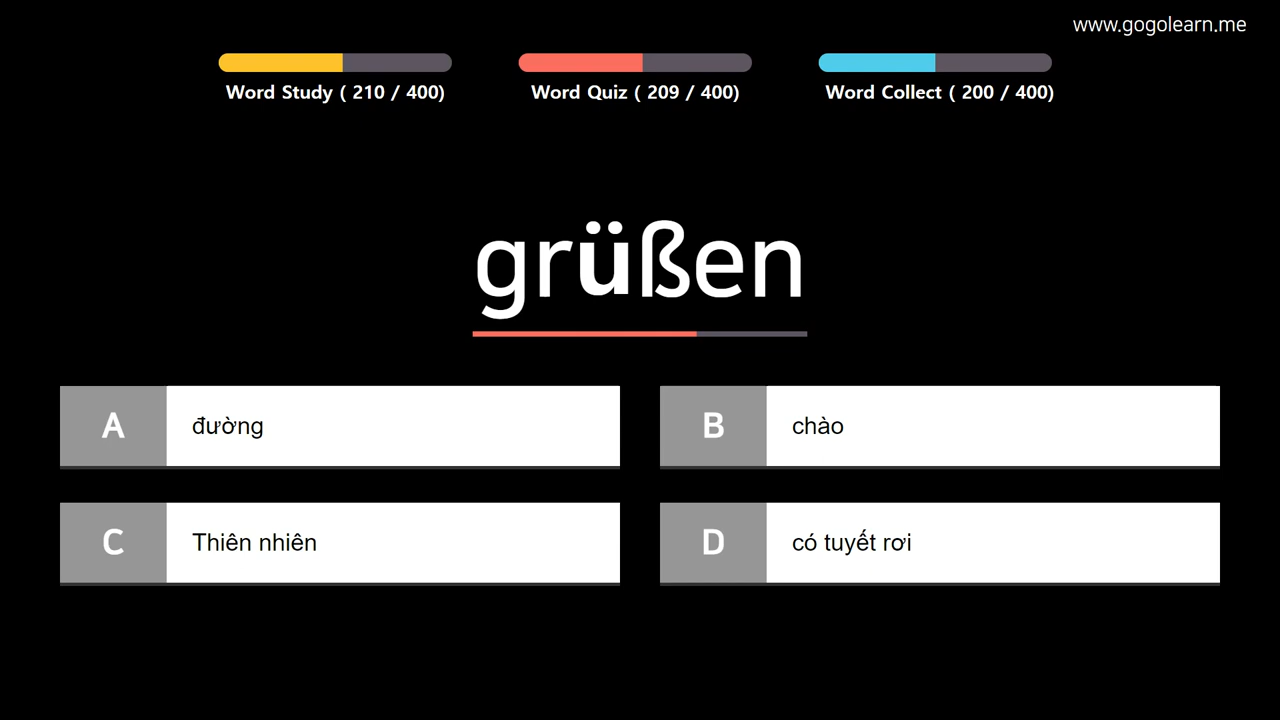 www.gogolearn.me
Word Study ( 210 / 400)
Word Quiz ( 209 / 400)
Word Collect ( 200 / 400)
grüßen
A đường
B chào
C Thiên nhiên
D có tuyết rơi